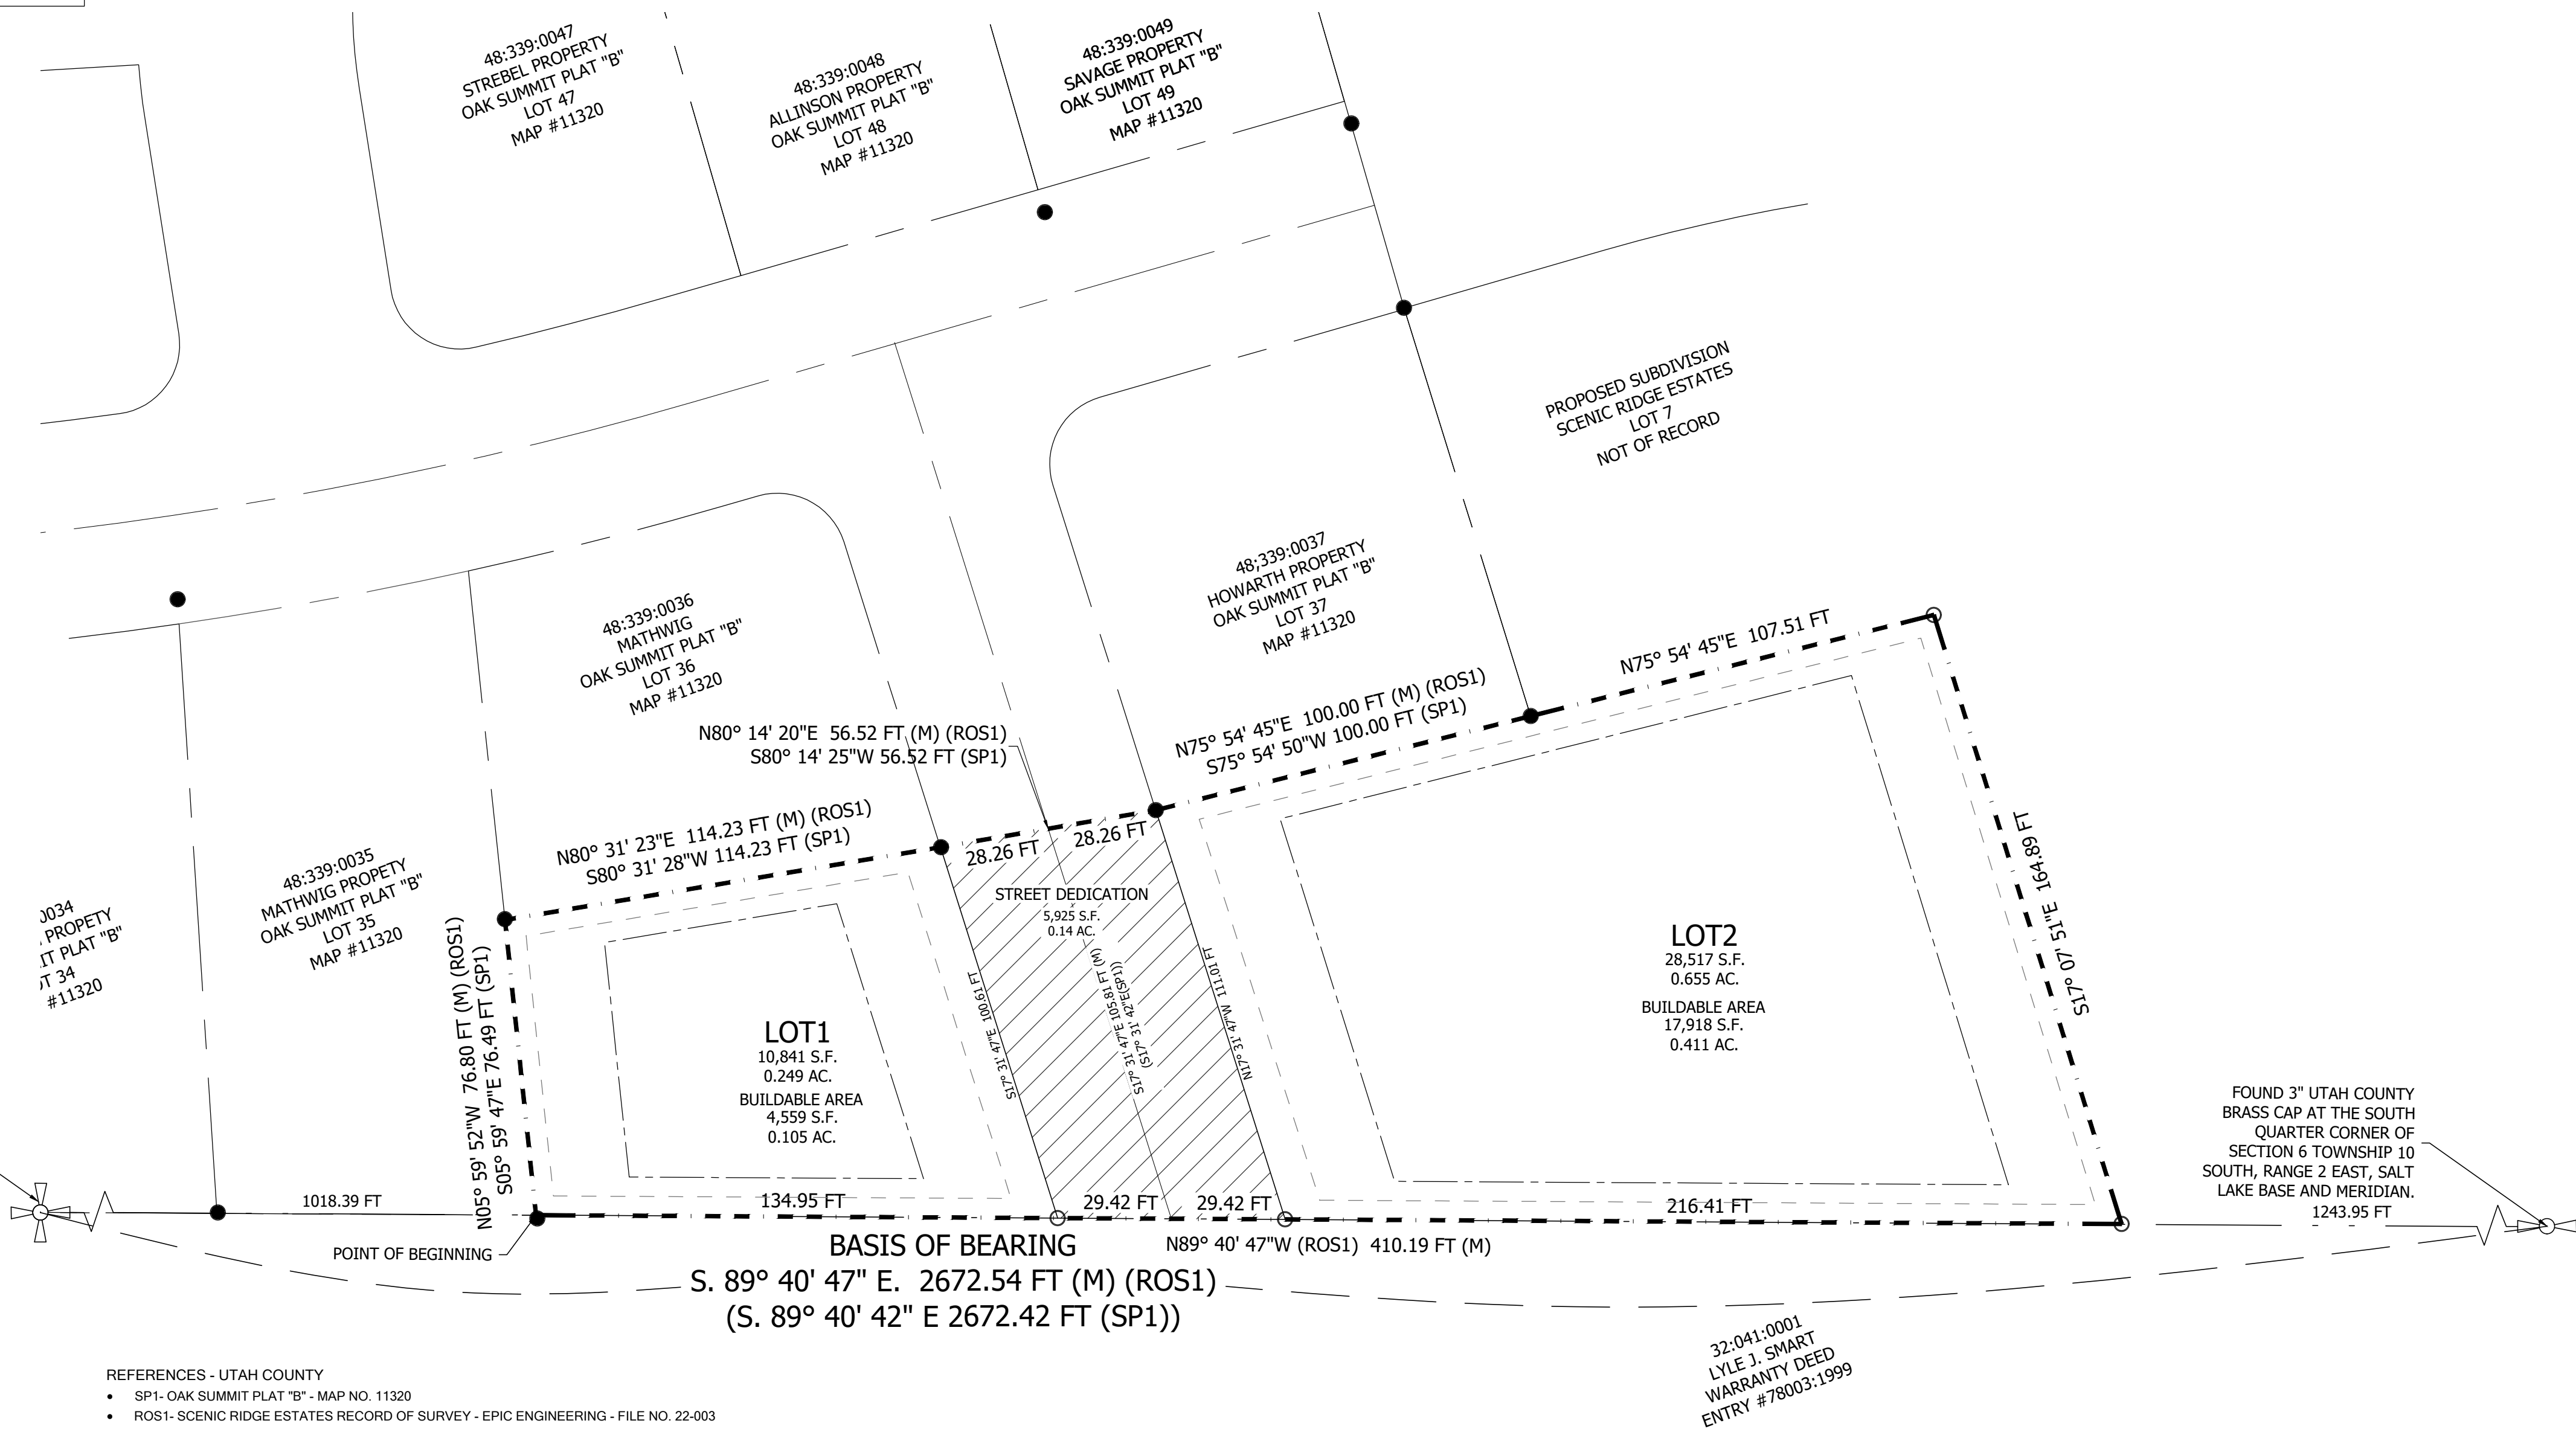 48:339:0047
STREBEL PROPERTY
OAK SUMMIT PLAT "B"
LOT 47
MAP #11320
48:339:0048
ALLINSON PROPERTY
OAK SUMMIT PLAT "B"
LOT 48
MAP #11320
48:339:0049
SAVAGE PROPERTY
OAK SUMMIT PLAT "B"
LOT 49
MAP #11320
PROPOSED SUBDIVISION
SCENIC RIDGE ESTATES
LOT 7
NOT OF RECORD
48:339:0036
MATHWIG
OAK SUMMIT PLAT "B"
LOT 36
MAP #11320
48;339:0037
HOWARTH PROPERTY
OAK SUMMIT PLAT "B"
LOT 37
MAP #11320
N75° 54' 45"E 107.51 FT
N75° 54' 45"E 100.00 FT (M) (ROS1)
S75° 54' 50"W 100.00 FT (SP1)
N80° 14' 20"E 56.52 FT (M) (ROS1)
S80° 14' 25"W 56.52 FT (SP1)
N80° 31' 23"E 114.23 FT (M) (ROS1)
S80° 31' 28"W 114.23 FT (SP1)
28.26 FT
28.26 FT
48:339:0035
MATHWIG PROPETY
OAK SUMMIT PLAT "B"
LOT 35
MAP #11320
0034
PROPETY
IT PLAT "B"
OT 34
#11320
N05° 59' 52"W 76.80 FT (M) (ROS1)
S05° 59' 47"E 76.49 FT (SP1)
STREET DEDICATION
5,925 S.F.
0.14 AC.
S17° 31' 47"E 100.61 FT
S17° 31' 47"E 105.81 FT (M)
(S17° 31' 42"E(SP1))
N17° 31' 47"W 111.01 FT
LOT1
10,841 S.F.
0.249 AC.
BUILDABLE AREA
4,559 S.F.
0.105 AC.
LOT2
28,517 S.F.
0.655 AC.
BUILDABLE AREA
17,918 S.F.
0.411 AC.
S17° 07' 51"E 164.89 FT
FOUND 3" UTAH COUNTY
BRASS CAP AT THE SOUTH
QUARTER CORNER OF
SECTION 6 TOWNSHIP 10
SOUTH, RANGE 2 EAST, SALT
LAKE BASE AND MERIDIAN.
1243.95 FT
1018.39 FT
134.95 FT
29.42 FT
29.42 FT
216.41 FT
POINT OF BEGINNING
BASIS OF BEARING
N89° 40' 47"W (ROS1) 410.19 FT (M)
S. 89° 40' 47" E. 2672.54 FT (M) (ROS1)
(S. 89° 40' 42" E 2672.42 FT (SP1))
32:041:0001
LYLE J. SMART
WARRANTY DEED
ENTRY #78003:1999
REFERENCES - UTAH COUNTY
• SP1- OAK SUMMIT PLAT "B" - MAP NO. 11320
• ROS1- SCENIC RIDGE ESTATES RECORD OF SURVEY - EPIC ENGINEERING - FILE NO. 22-003